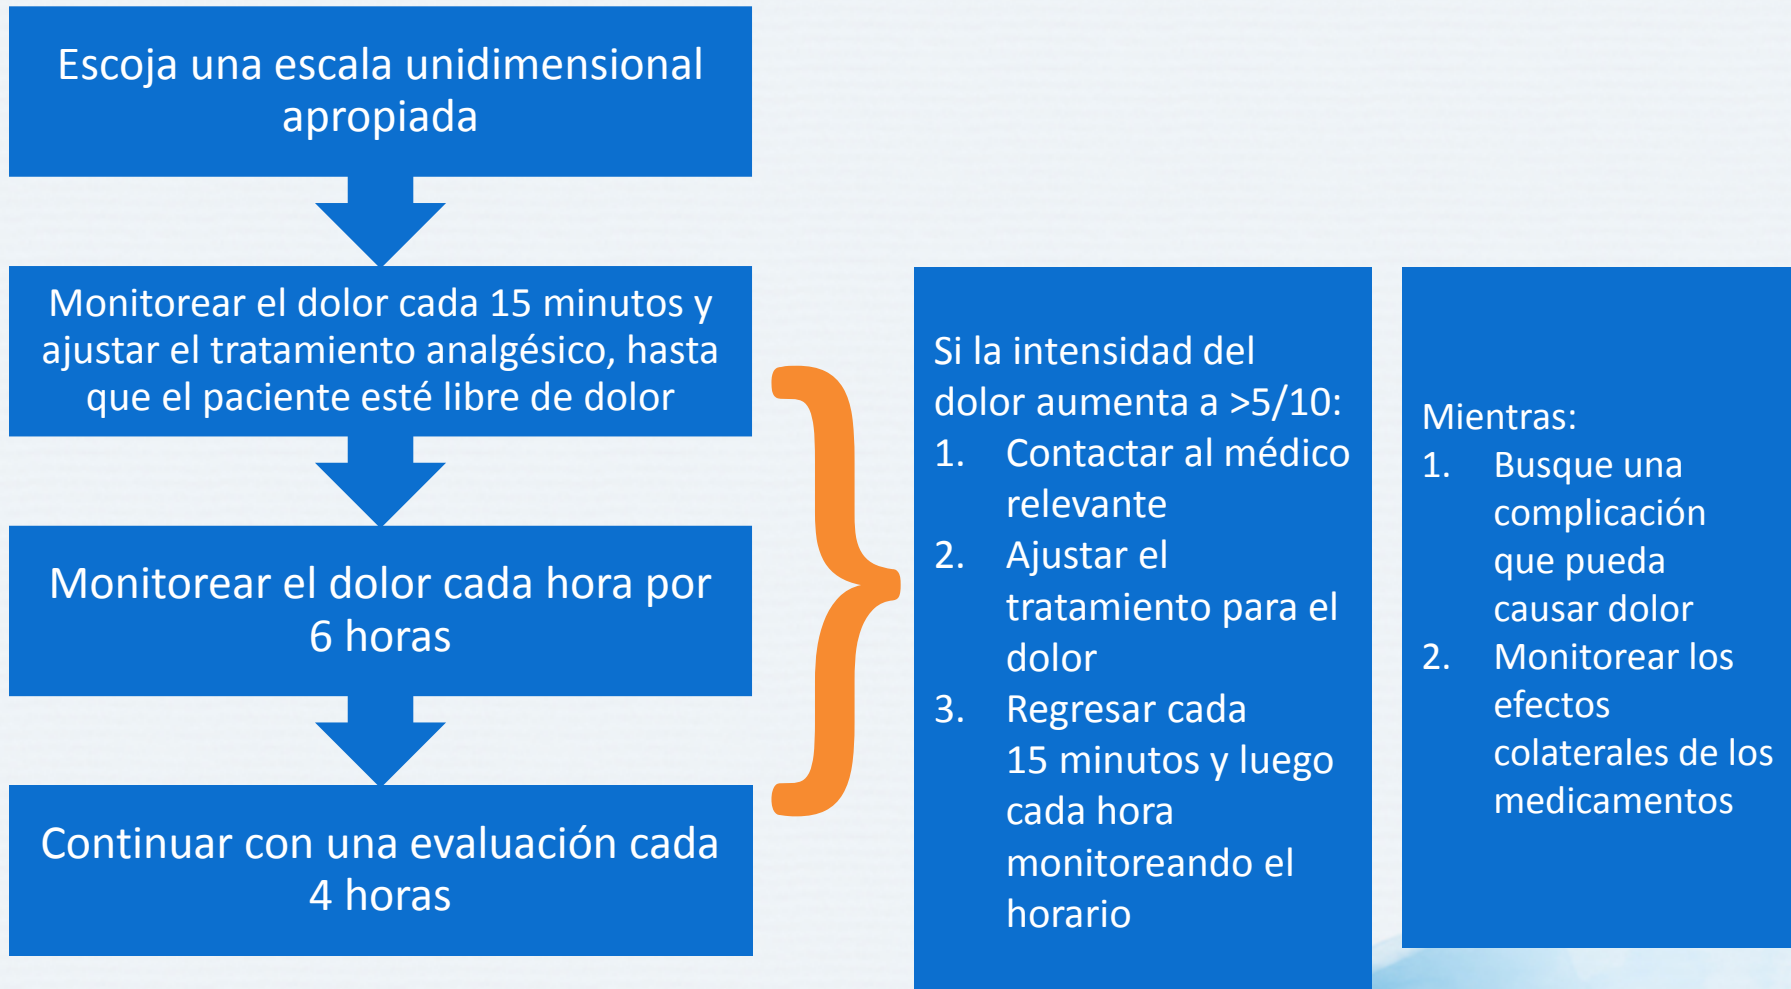 Escoja una escala unidimensional
apropiada
Monitorear el dolor cada 15 minutos y
ajustar el tratamiento analgésico, hasta
que el paciente esté libre de dolor
Monitorear el dolor cada hora por
6 horas
Continuar con una evaluación cada
4 horas
Si la intensidad del
dolor aumenta a >5/10:
1. Contactar al médico
relevante
2. Ajustar el
tratamiento para el
dolor
3. Regresar cada
15 minutos y luego
cada hora
monitoreando el
horario
Mientras:
1. Busque una
complicación
que pueda
causar dolor
2. Monitorear los
efectos
colaterales de los
medicamentos